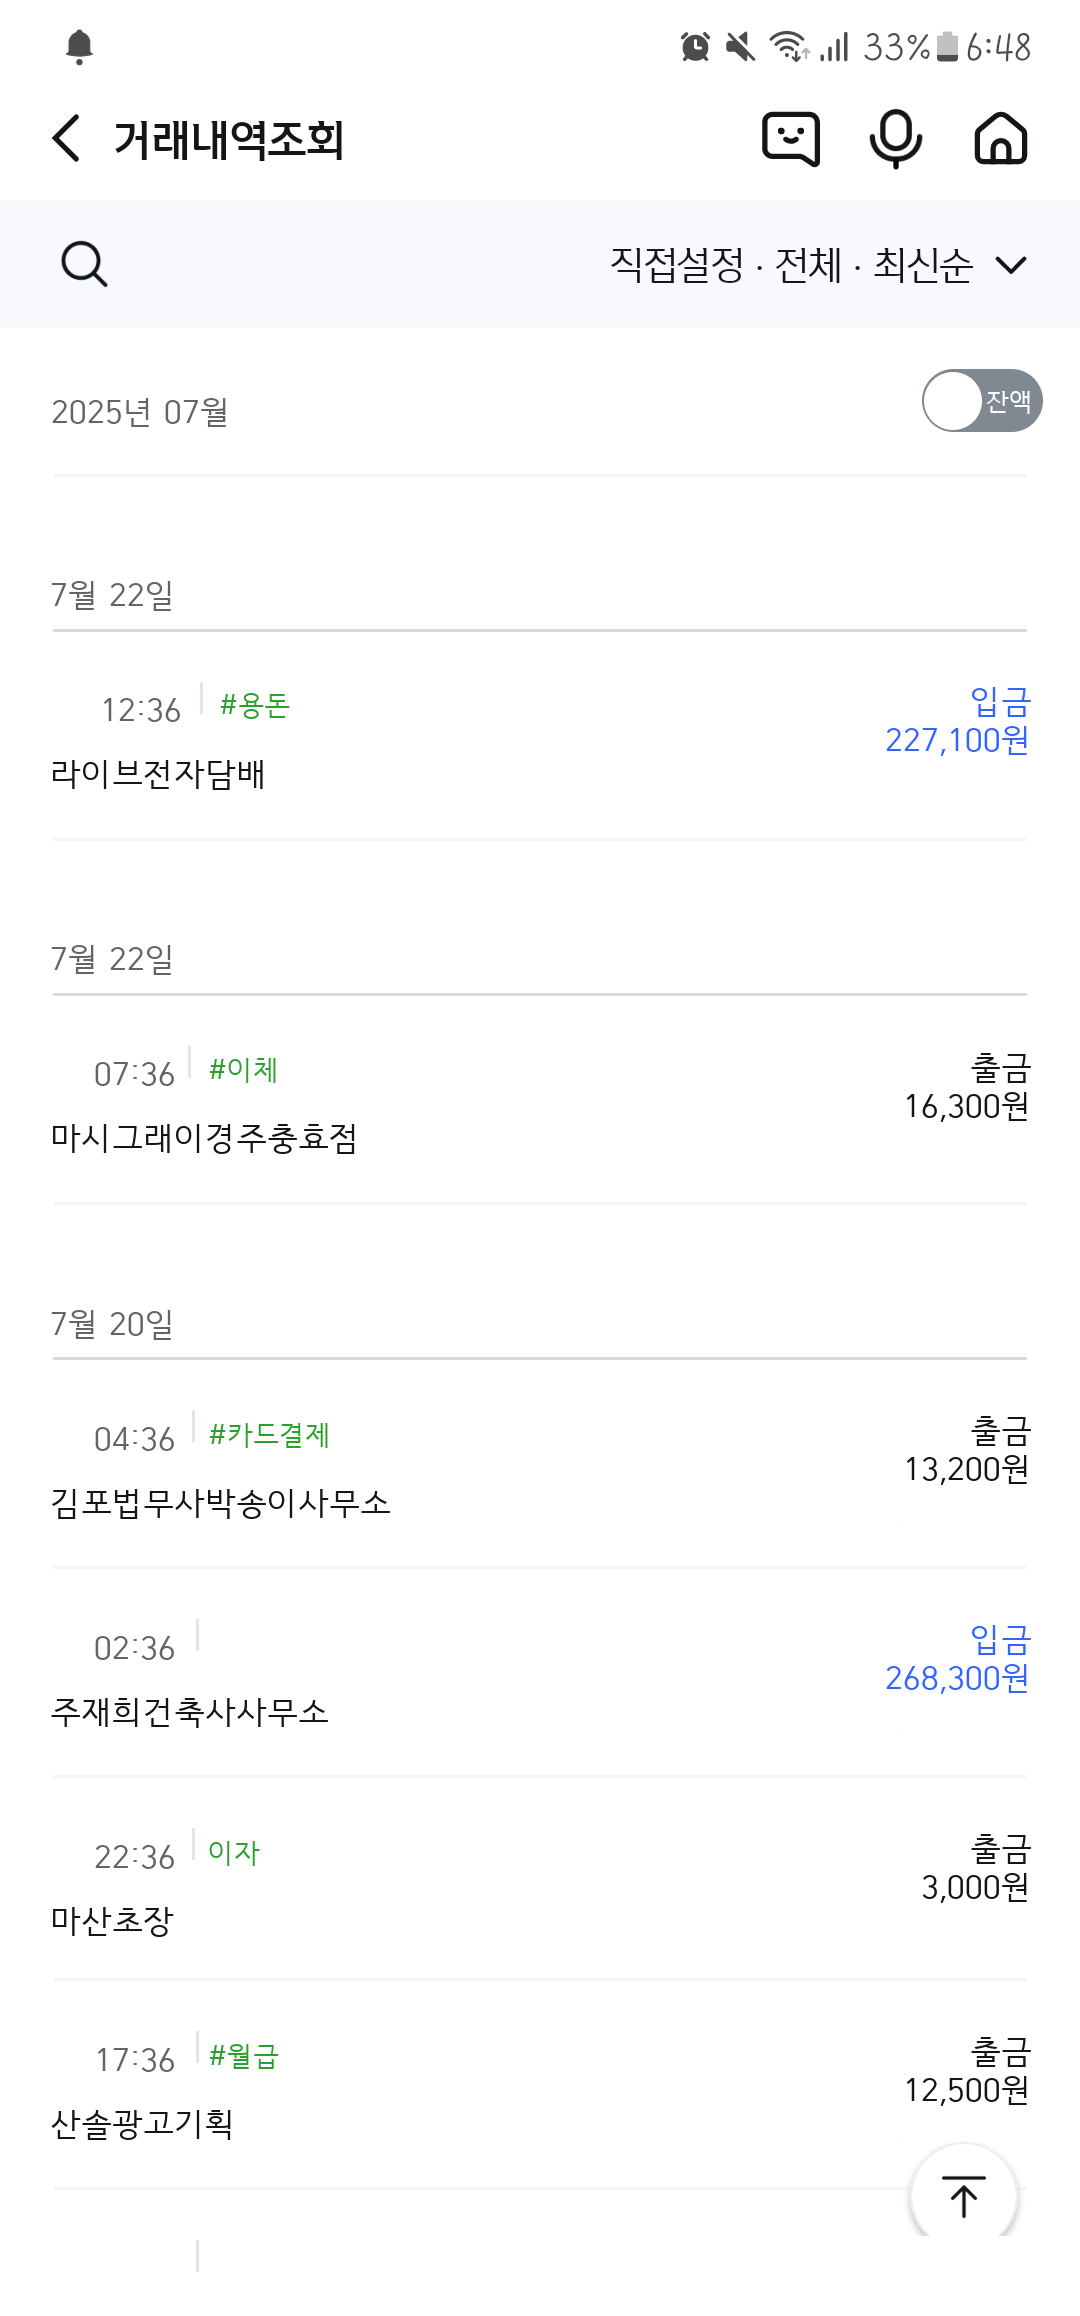 33% 6:48
거래내역조회
직접설정 · 전체 · 최신순
2025년 07월
잔액
7월 22일
12:36 #용돈
입금
227,100원
라이브전자담배
7월 22일
07:36 #이체
출금
16,300원
마시그래이경주충효점
7월 20일
04:36 #카드결제
출금
13,200원
김포법무사박송이사무소
02:36
입금
268,300원
주재희건축사사무소
22:36 이자
출금
3,000원
마산초장
17:36 #월급
출금
12,500원
산솔광고기획